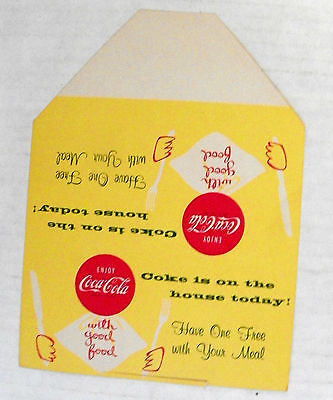 Have One Free
with Your Meal
Coke is on the
house today!
with
good
food
ENJOY
Coca-Cola
ENJOY
Coca-Cola
Coke is on the
house today!
with
good
food
Have One Free
with Your Meal